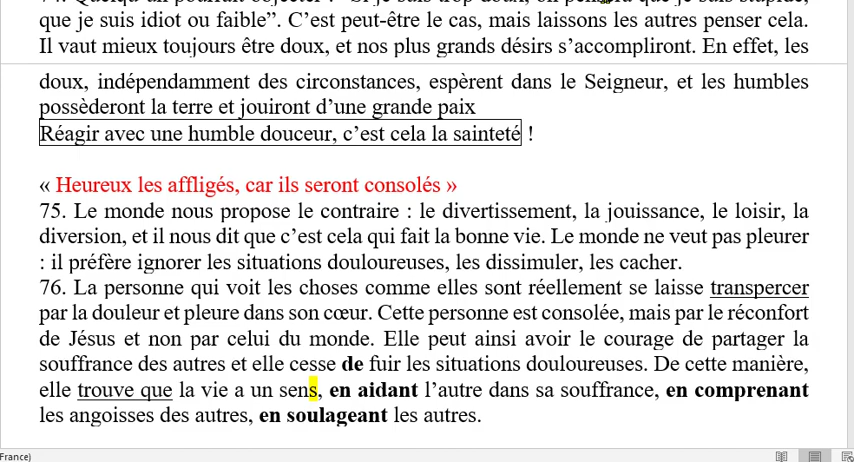 que je suis idiot ou faible”. C’est peut-être le cas, mais laissons les autres penser cela.
Il vaut mieux toujours être doux, et nos plus grands désirs s’accompliront. En effet, les
doux, indépendamment des circonstances, espèrent dans le Seigneur, et les humbles
possèderont la terre et jouiront d’une grande paix
Réagir avec une humble douceur, c’est cela la sainteté !
« Heureux les affligés, car ils seront consolés »
75. Le monde nous propose le contraire : le divertissement, la jouissance, le loisir, la
diversion, et il nous dit que c’est cela qui fait la bonne vie. Le monde ne veut pas pleurer
: il préfère ignorer les situations douloureuses, les dissimuler, les cacher.
76. La personne qui voit les choses comme elles sont réellement se laisse transpercer
par la douleur et pleure dans son cœur. Cette personne est consolée, mais par le réconfort
de Jésus et non par celui du monde. Elle peut ainsi avoir le courage de partager la
souffrance des autres et elle cesse de fuir les situations douloureuses. De cette manière,
elle trouve que la vie a un sens, en aidant l’autre dans sa souffrance, en comprenant
les angoisses des autres, en soulageant les autres.
France)